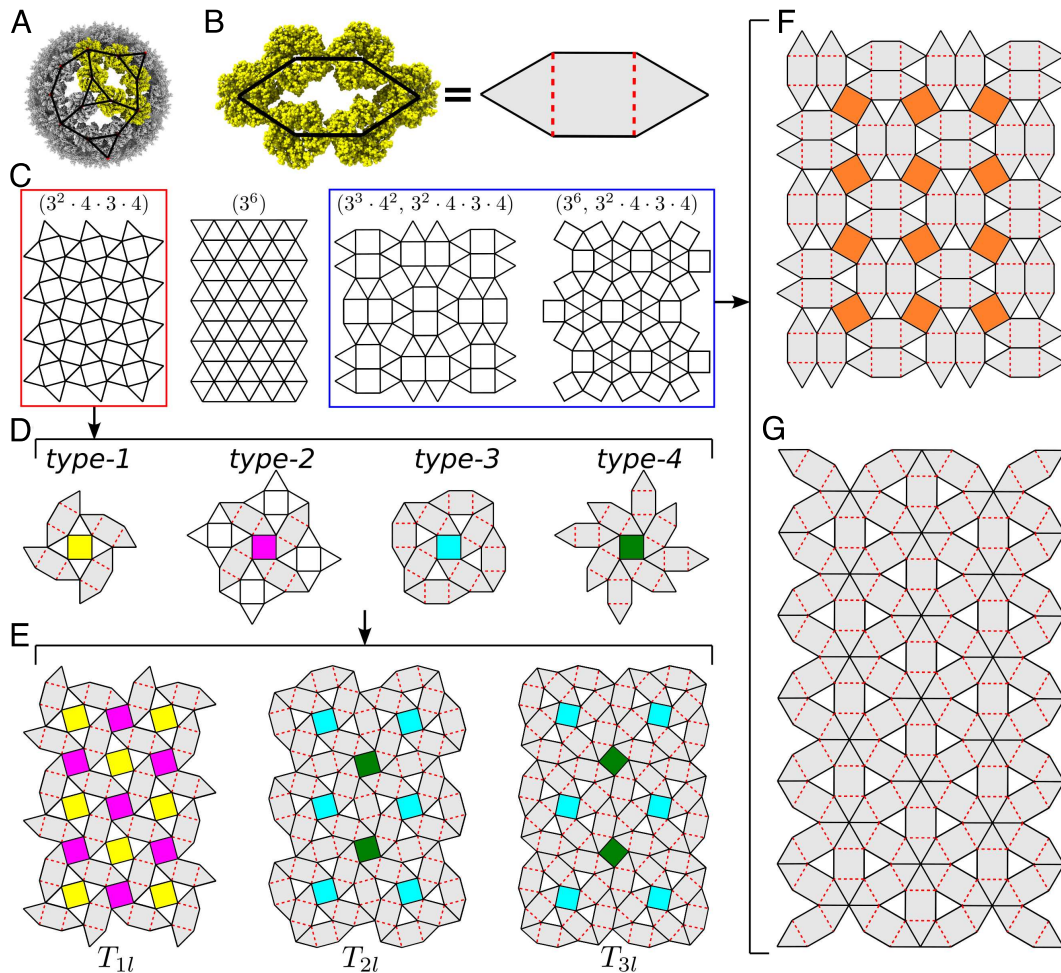 A
B
=
C
(3² · 4 · 3 · 4)
(3⁶)
(3³ · 4², 3² · 4 · 3 · 4)
(3⁶, 3² · 4 · 3 · 4)
D
type-1
type-2
type-3
type-4
E
T₁ₗ
T₂ₗ
T₃ₗ
F
G